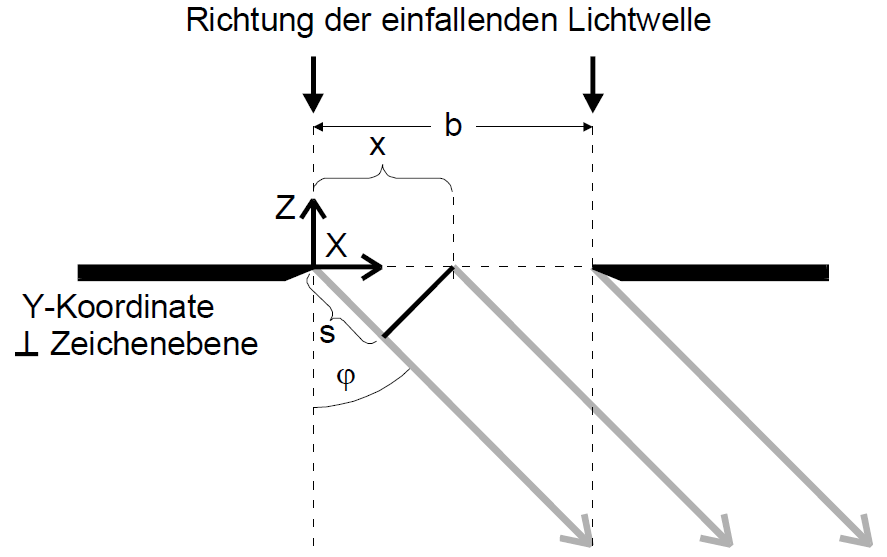 Richtung der einfallenden Lichtwelle
b
x
Z
X
Y-Koordinate
⊥ Zeichenebene
s
φ